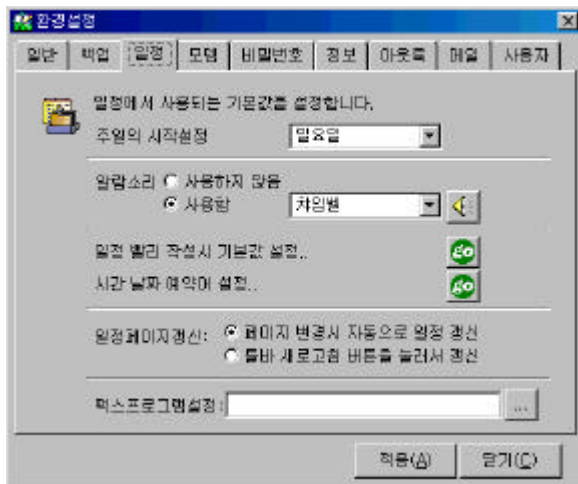 환경설정
일반 백업 일정 모뎀 비밀번호 정보 아웃룩 메일 사용자
일정에서 사용되는 기본값을 설정합니다.
주일의 시작설정 일요일
알람소리 사용하지 않음
사용함 챠임벨
일정 빨리 작성시 기본값 설정..
go
시간 날짜 예약어 설정..
go
일정페이지갱신: 페이지 변경시 자동으로 일정 갱신
툴바 새로고침 버튼을 눌러서 갱신
팩스프로그램설정: ...
적용(A) 닫기(C)